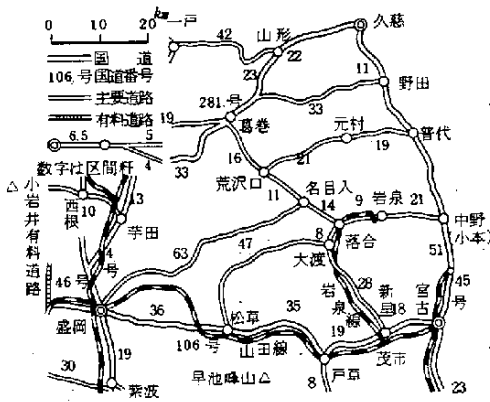 0 10 20 km
国道
106号 国道番号
主要道路
有料道路
6.5 5
4
数字は区間粁
一戸
42
山形
22
久慈
23
11
野田
281号
33
19
葛巻
33
16
元村
21
19
普代
荒沢口
11
名目入
14
9
岩泉
21
中野
(小本)
8
落合
大渡
51
△小岩井有料道路
10
西根
13
芋田
4号
63
47
46号
盛岡
36
松草
35
岩泉線
28
新里
18
宮古
45号
19
106号
山田線
茂市
早池峰山△
戸草
8
30
19
紫波
23